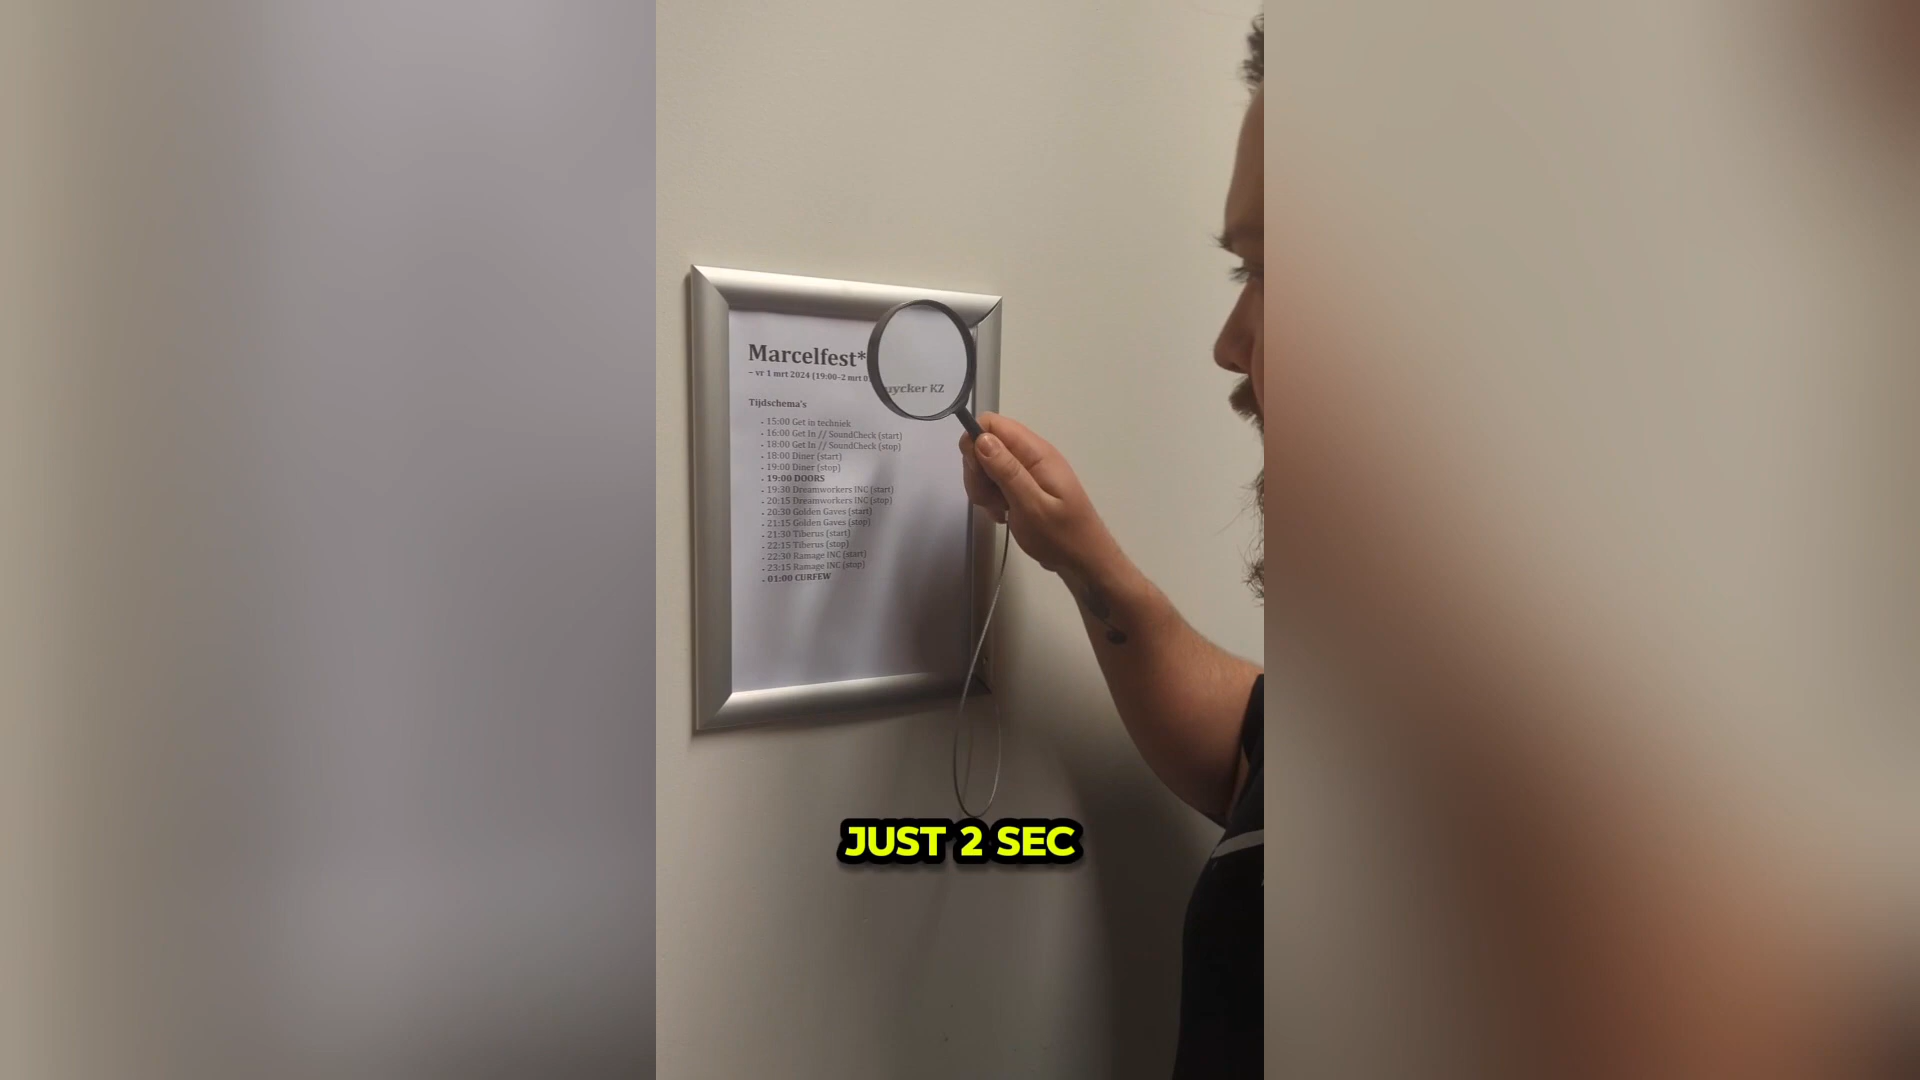 Marcelfest*
– vr 1 mrt 2024 (19:00–2 mrt 0
uycker KZ
Tijdschema's
- 15:00 Get in techniek
- 16:00 Get In // SoundCheck (start)
- 18:00 Get In // SoundCheck (stop)
- 18:00 Diner (start)
- 19:00 Diner (stop)
- 19:00 DOORS
- 19:30 Dreamworkers INC (start)
- 20:15 Dreamworkers INC (stop)
- 20:30 Golden Gaves (start)
- 21:15 Golden Gaves (stop)
- 21:30 Tiberus (start)
- 22:15 Tiberus (stop)
- 22:30 Ramage INC (start)
- 23:15 Ramage INC (stop)
- 01:00 CURFEW
JUST 2 SEC